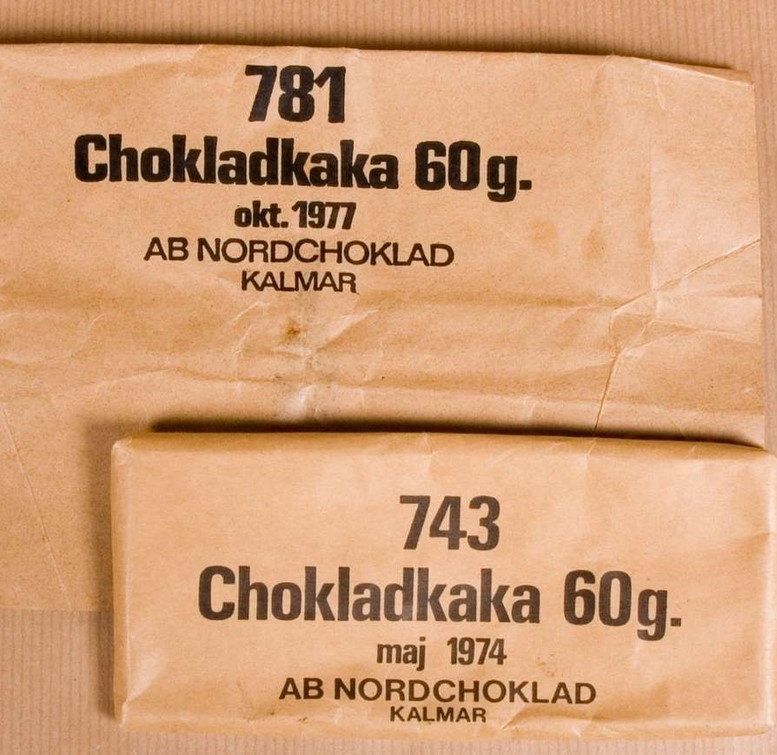 781
Chokladkaka 60g.
okt. 1977
AB NORDCHOKLAD
KALMAR
743
Chokladkaka 60g.
maj 1974
AB NORDCHOKLAD
KALMAR